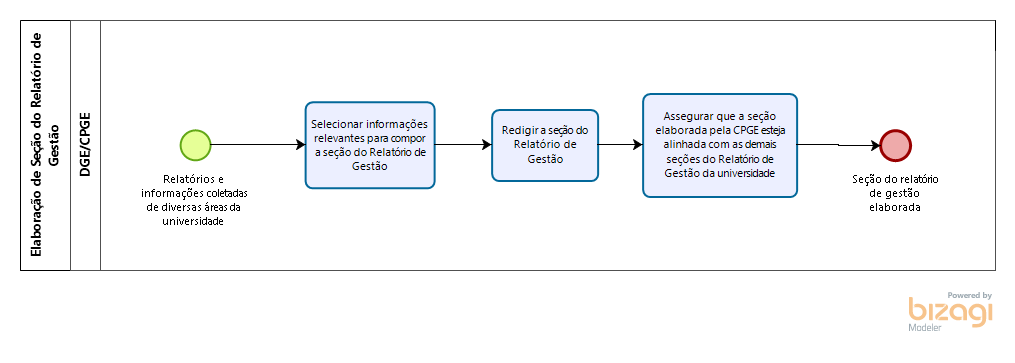 Elaboração de Seção do Relatório de
Gestão
DGE/CPGE
Relatórios e
informações coletadas
de diversas áreas da
universidade
Selecionar informações
relevantes para compor
a seção do Relatório de
Gestão
Redigir a seção do
Relatório de
Gestão
Assegurar que a seção
elaborada pela CPGE esteja
alinhada com as demais
seções do Relatório de
Gestão da universidade
Seção do relatório
de gestão
elaborada
Powered by
bizagi
Modeler